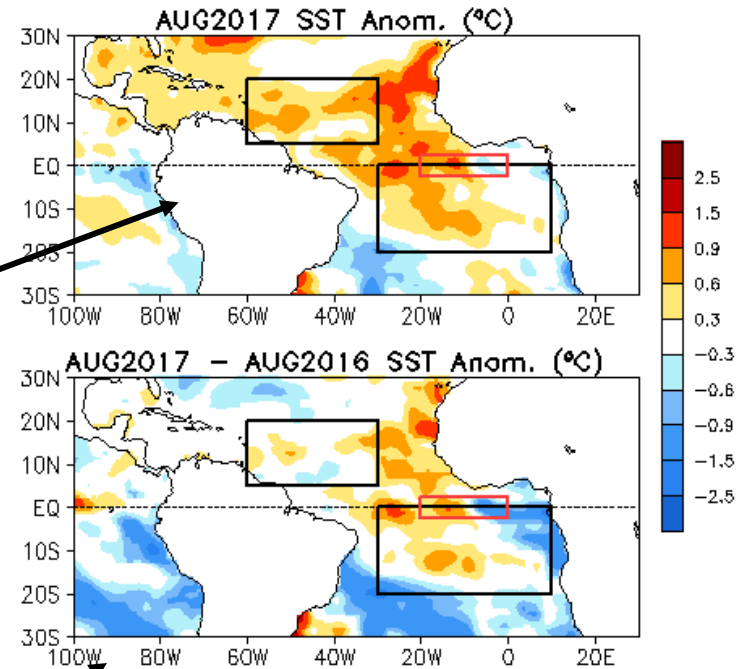 AUG2017 SST Anom. (ºC)
30N
20N
10N
EQ
10S
20S
30S
100W 80W 60W 40W 20W 0 20E
AUG2017 - AUG2016 SST Anom. (ºC)
30N
20N
10N
EQ
10S
20S
30S
100W 80W 60W 40W 20W 0 20E
2.5
1.5
0.9
0.6
0.3
-0.3
-0.6
-0.9
-1.5
-2.5